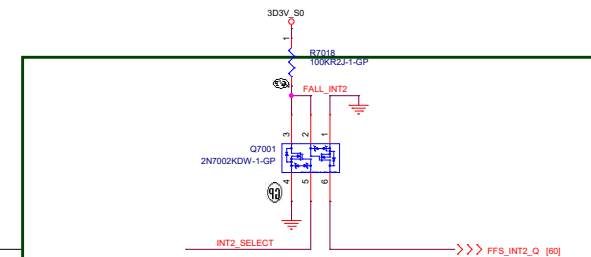 3D3V_S0
1
R7018
100KR2J-1-GP
FALL_INT2
3
2
1
Q7001
2N7002KDW-1-GP
4
5
6
INT2_SELECT
FFS_INT2_Q [60]